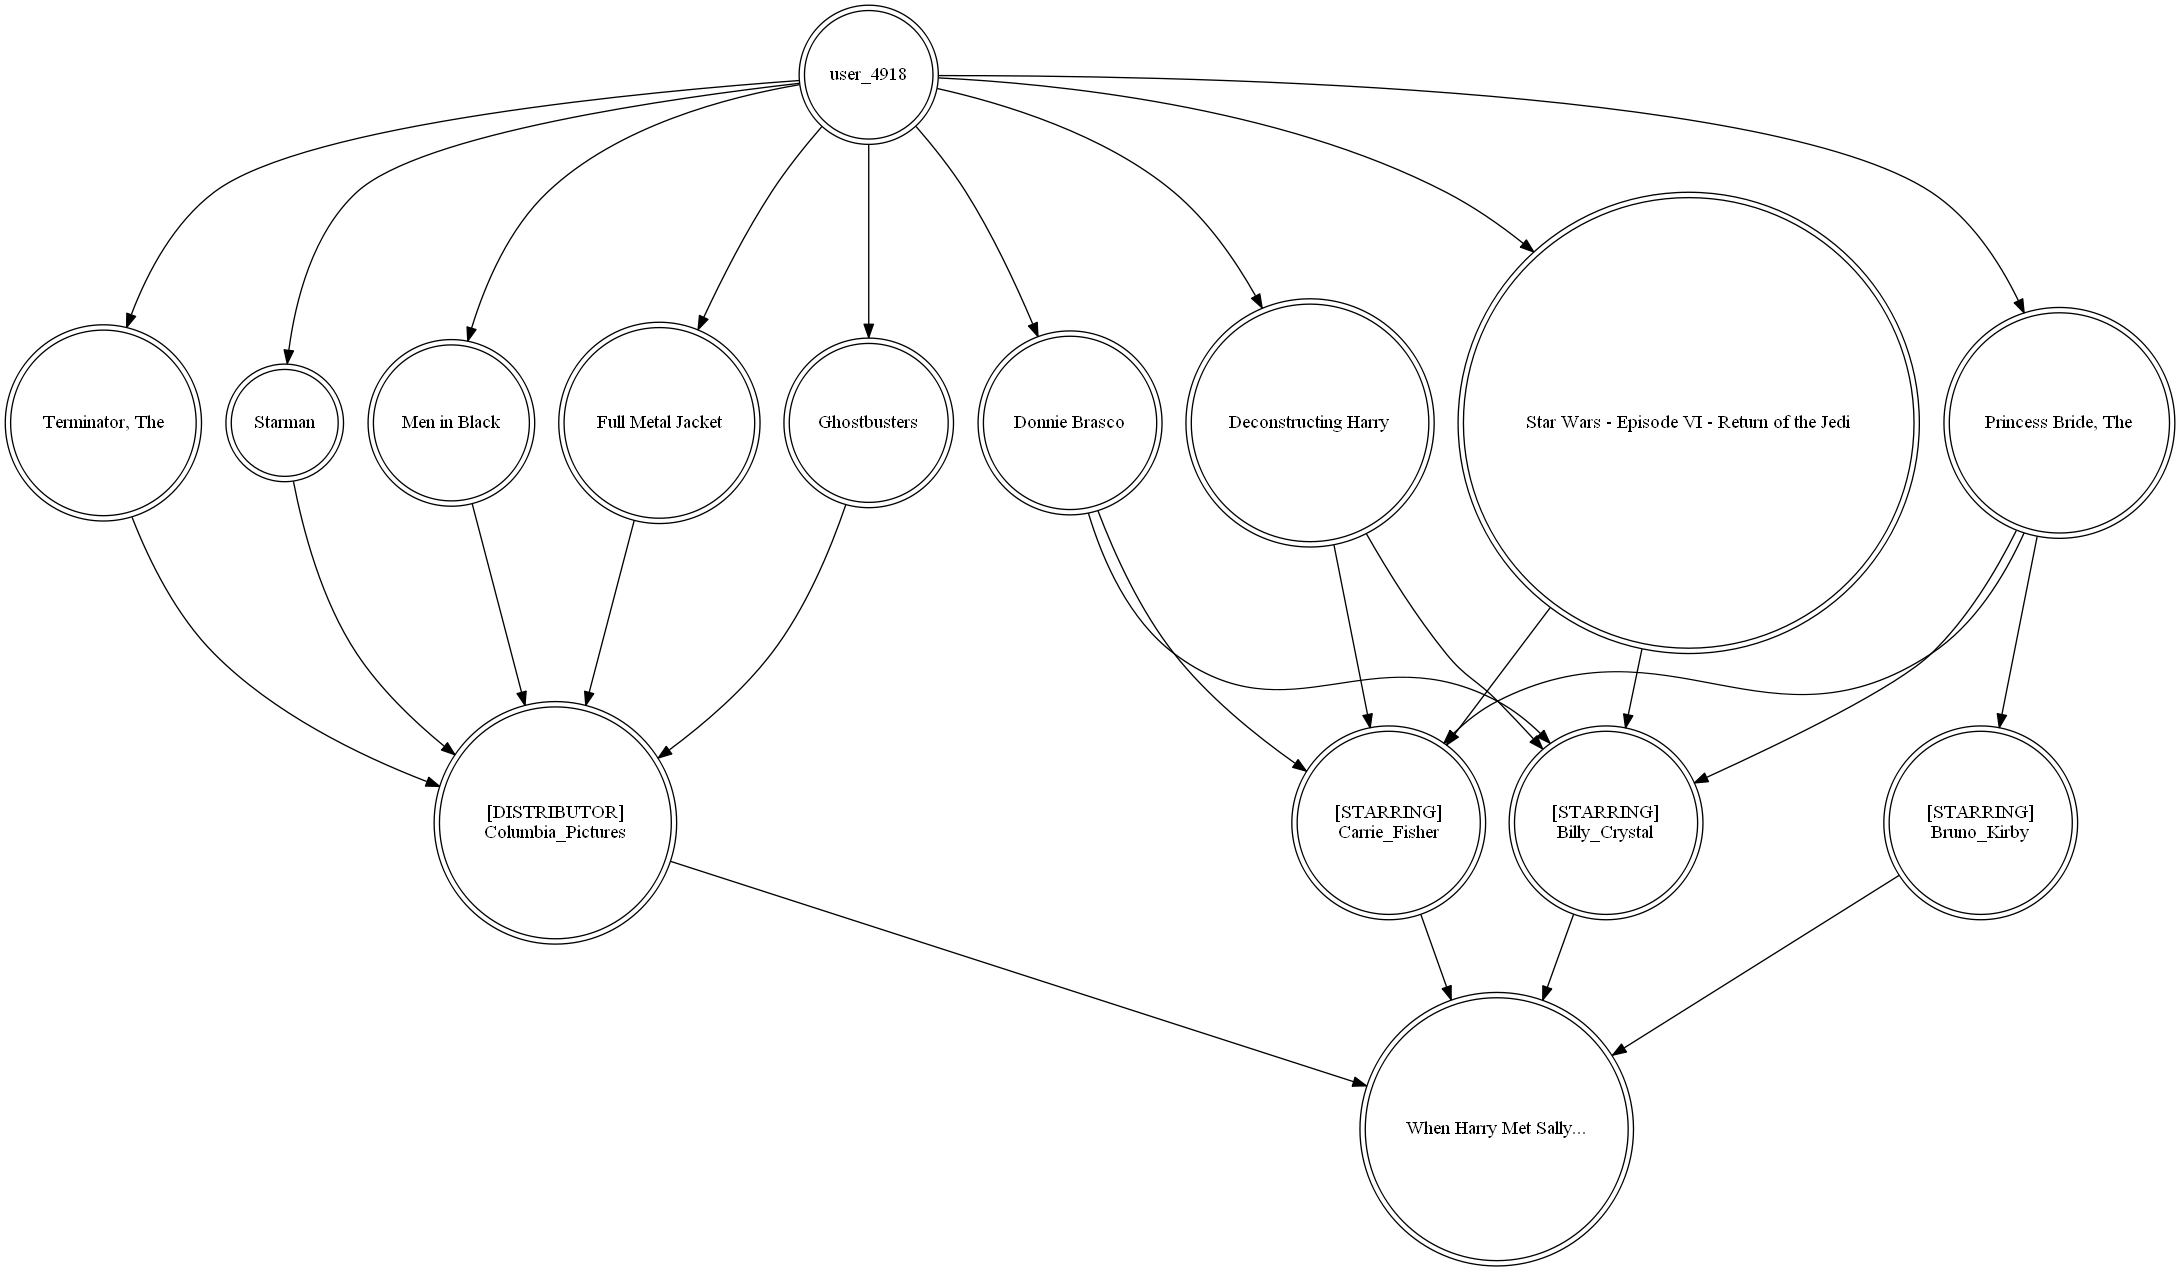 user_4918
Terminator, The
Starman
Men in Black
Full Metal Jacket
Ghostbusters
Donnie Brasco
Deconstructing Harry
Star Wars - Episode VI - Return of the Jedi
Princess Bride, The
[DISTRIBUTOR]
Columbia_Pictures
[STARRING]
Carrie_Fisher
[STARRING]
Billy_Crystal
[STARRING]
Bruno_Kirby
When Harry Met Sally...